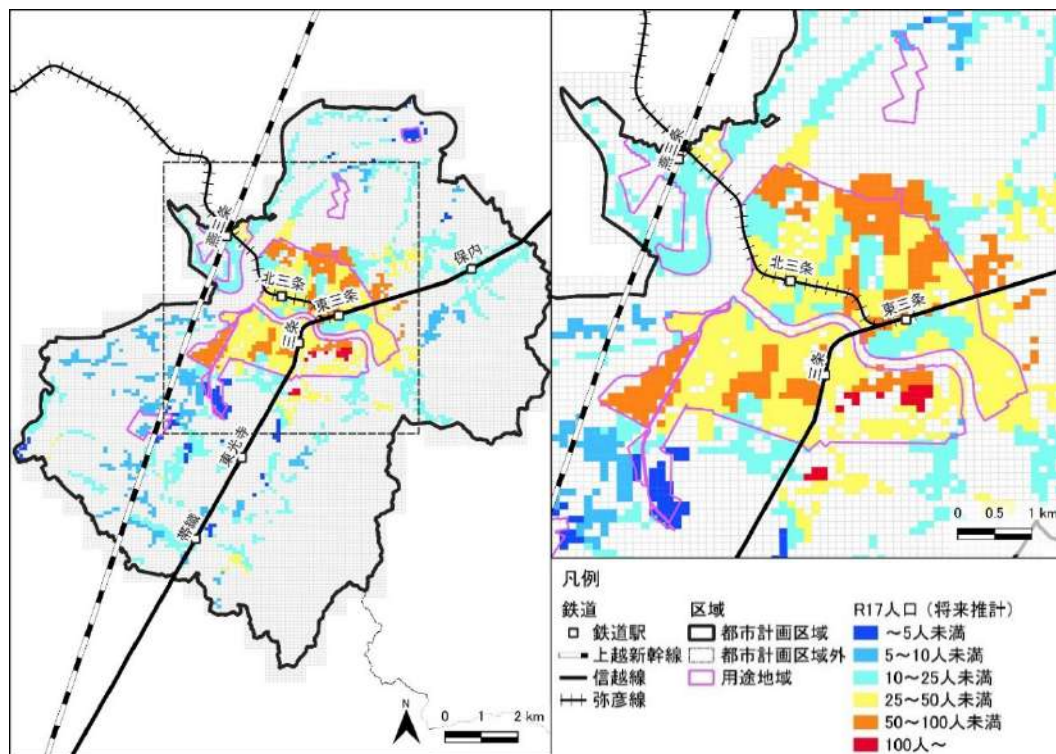 燕三条
北三条
東三条
保内
三条
東光寺
帯織
N
0 1 2 km
燕三条
北三条
東三条
三条
0 0.5 1 km
凡例
鉄道
鉄道駅
上越新幹線
信越線
弥彦線
区域
都市計画区域
都市計画区域外
用途地域
R17人口（将来推計）
～5人未満
5～10人未満
10～25人未満
25～50人未満
50～100人未満
100人～